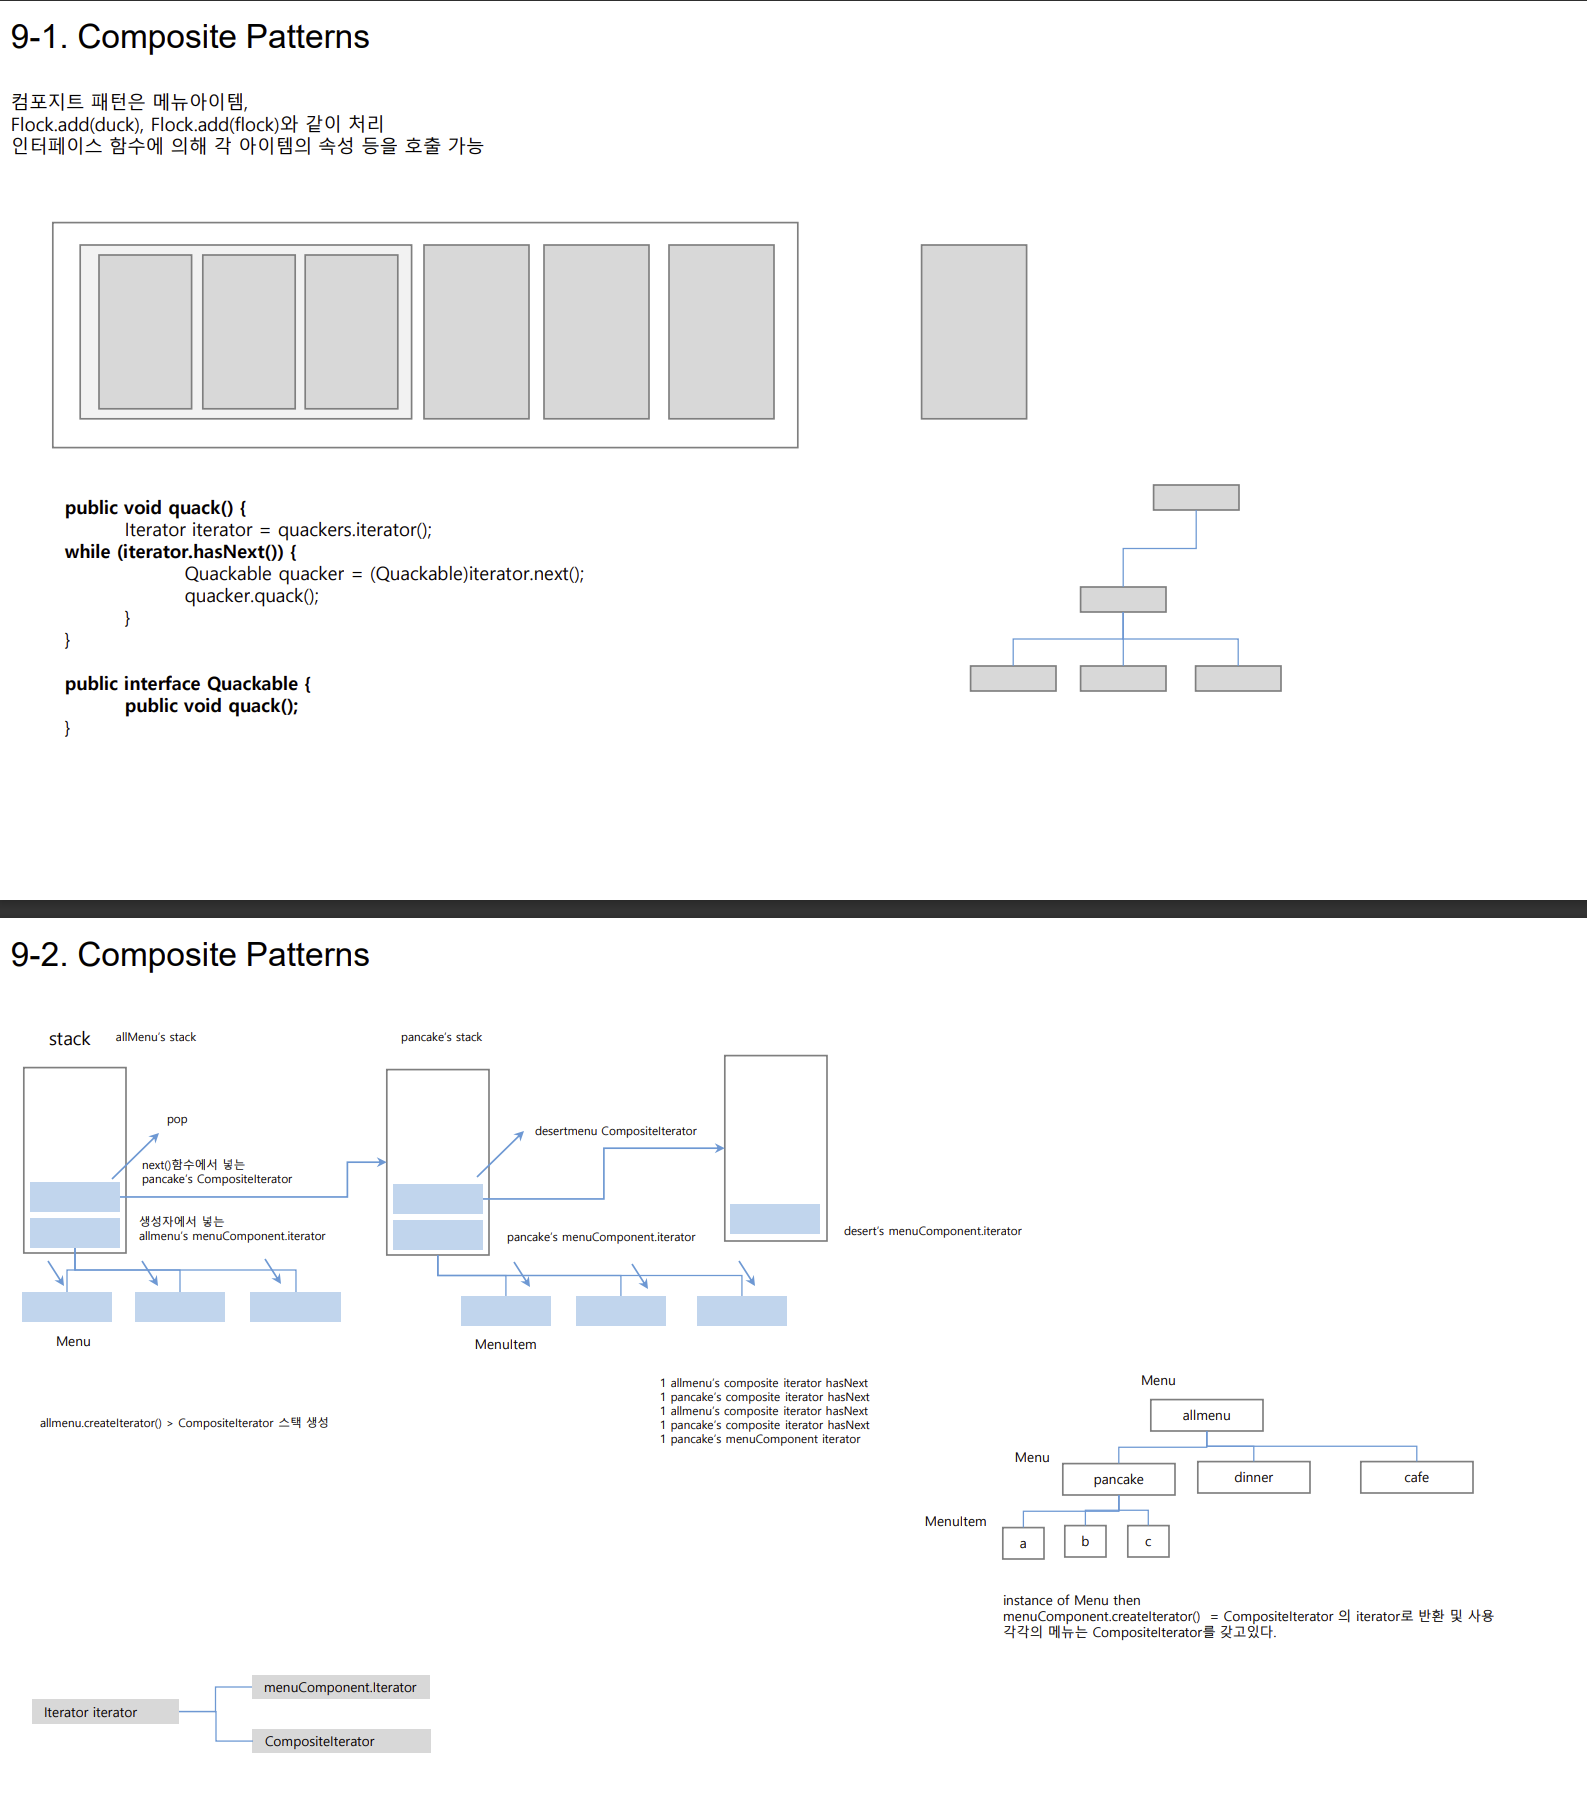 9-1. Composite Patterns
컴포지트 패턴은 메뉴아이템,
Flock.add(duck), Flock.add(flock)와 같이 처리
인터페이스 함수에 의해 각 아이템의 속성 등을 호출 가능
public void quack() {
Iterator iterator = quackers.iterator();
while (iterator.hasNext()) {
Quackable quacker = (Quackable)iterator.next();
quacker.quack();
}
}
public interface Quackable {
public void quack();
}
9-2. Composite Patterns
stack
allMenu's stack
pancake's stack
pop
desertmenu CompositeIterator
next()함수에서 넣는
pancake's CompositeIterator
생성자에서 넣는
allmenu's menuComponent.iterator
pancake's menuComponent.iterator
desert's menuComponent.iterator
Menu
MenuItem
1 allmenu's composite iterator hasNext
1 pancake's composite iterator hasNext
1 allmenu's composite iterator hasNext
1 pancake's composite iterator hasNext
1 pancake's menuComponent iterator
allmenu.createIterator() > CompositeIterator 스택 생성
Menu
allmenu
Menu
pancake
dinner
cafe
MenuItem
a
b
c
instance of Menu then
menuComponent.createIterator() = CompositeIterator 의 iterator로 반환 및 사용
각각의 메뉴는 CompositeIterator를 갖고있다.
menuComponent.Iterator
Iterator iterator
CompositeIterator